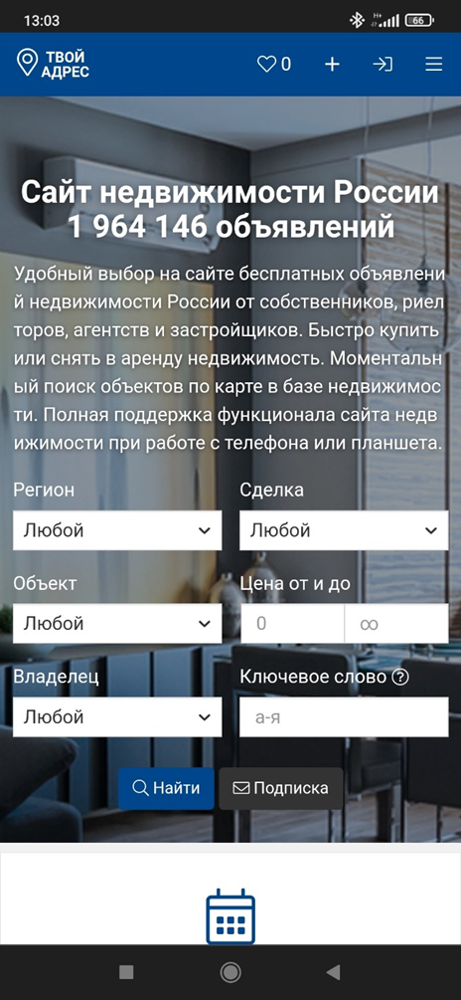 13:03
H+
66
ТВОЙ
АДРЕС
0
Сайт недвижимости России
1 964 146 объявлений
Удобный выбор на сайте бесплатных объявлени
й недвижимости России от собственников, риел
торов, агентств и застройщиков. Быстро купить
или снять в аренду недвижимость. Моментальн
ый поиск объектов по карте в базе недвижимос
ти. Полная поддержка функционала сайта недв
ижимости при работе с телефона или планшета.
Регион Сделка
Любой Любой
Объект Цена от и до
Любой 0 ∞
Владелец Ключевое слово ?
Любой а-я
Найти Подписка